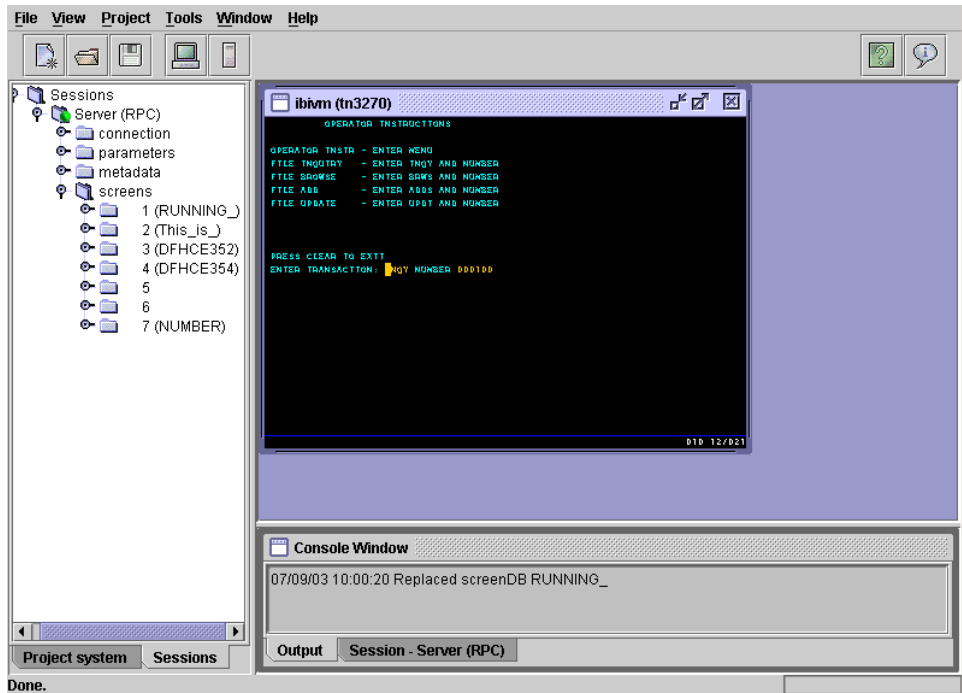 File View Project Tools Window Help
Sessions
Server (RPC)
connection
parameters
metadata
screens
1 (RUNNING_)
2 (This_is_)
3 (DFHCE352)
4 (DFHCE354)
5
6
7 (NUMBER)
Project system Sessions
ibivm (tn3270)
OPERATOR INSTRUCTIONS
OPERATOR INSTR - ENTER MENU
FILE INQUIRY - ENTER INQY AND NUMBER
FILE BROWSE - ENTER BRWS AND NUMBER
FILE ADD - ENTER ADDS AND NUMBER
FILE UPDATE - ENTER UPDT AND NUMBER
PRESS CLEAR TO EXIT
ENTER TRANSACTION: NQY NUMBER 000100
010 12/021
Console Window
07/09/03 10:00:20 Replaced screenDB RUNNING_
Output Session - Server (RPC)
Done.